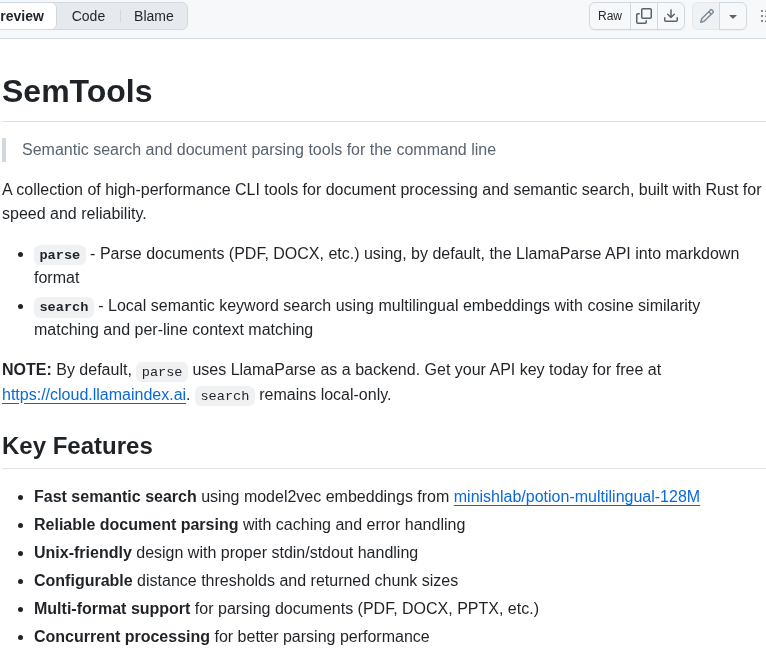 review Code Blame Raw
SemTools
Semantic search and document parsing tools for the command line
A collection of high-performance CLI tools for document processing and semantic search, built with Rust for
speed and reliability.
parse - Parse documents (PDF, DOCX, etc.) using, by default, the LlamaParse API into markdown
format
search - Local semantic keyword search using multilingual embeddings with cosine similarity
matching and per-line context matching
NOTE: By default, parse uses LlamaParse as a backend. Get your API key today for free at
https://cloud.llamaindex.ai. search remains local-only.
Key Features
Fast semantic search using model2vec embeddings from minishlab/potion-multilingual-128M
Reliable document parsing with caching and error handling
Unix-friendly design with proper stdin/stdout handling
Configurable distance thresholds and returned chunk sizes
Multi-format support for parsing documents (PDF, DOCX, PPTX, etc.)
Concurrent processing for better parsing performance